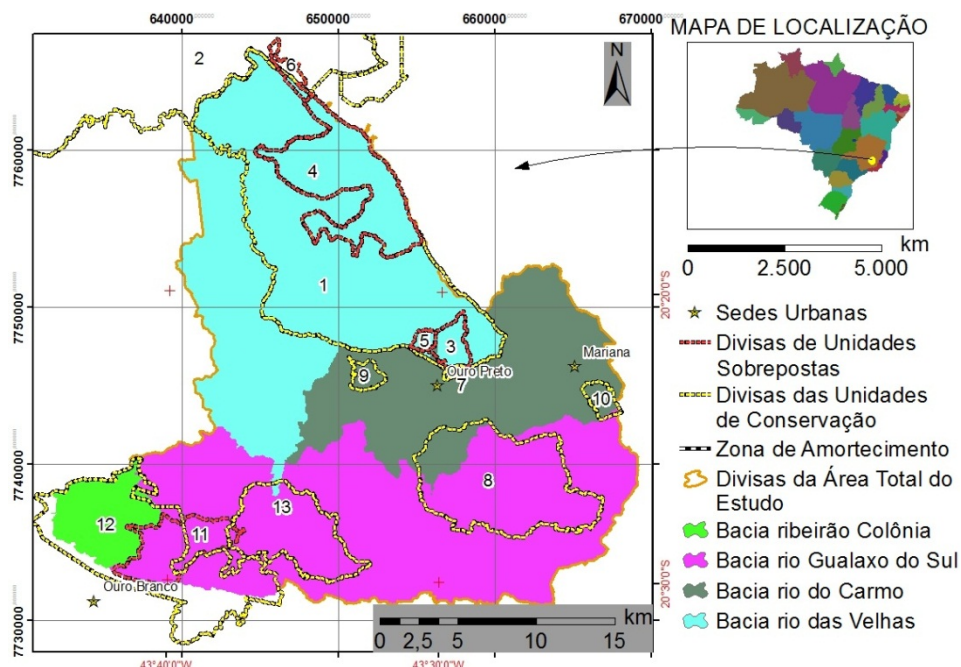 640000
650000
660000
670000
MAPA DE LOCALIZAÇÃO
2
N
6
7760000
4
km
0
2.500
5.000
1
20°20'0"S
7750000
5
3
Mariana
Ouro Preto
7
9
10
7740000
8
13
12
11
Ouro Branco
20°30'0"S
7730000
km
0
2,5
5
10
15
43°40'0"W
43°30'0"W
Sedes Urbanas
Divisas de Unidades
Sobrepostas
Divisas das Unidades
de Conservação
Zona de Amortecimento
Divisas da Área Total do
Estudo
Bacia ribeirão Colônia
Bacia rio Gualaxo do Sul
Bacia rio do Carmo
Bacia rio das Velhas